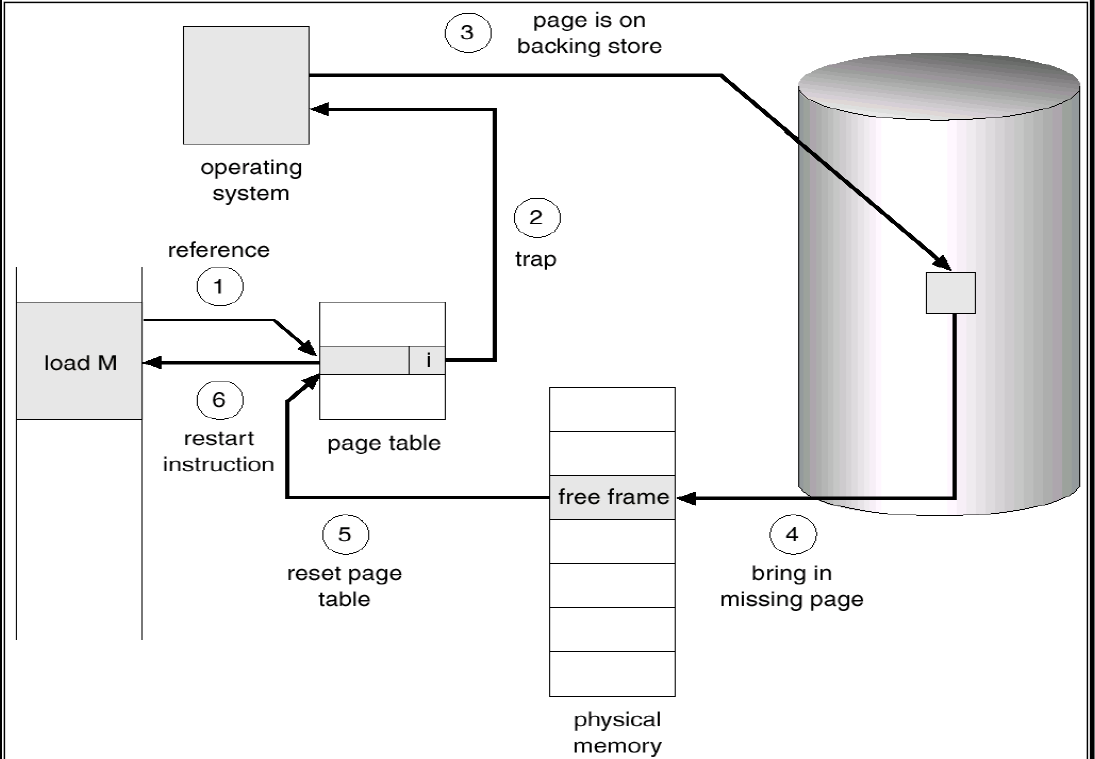 3
page is on
backing store
operating
system
2
trap
reference
1
load M
i
6
restart
instruction
page table
free frame
5
reset page
table
4
bring in
missing page
physical
memory